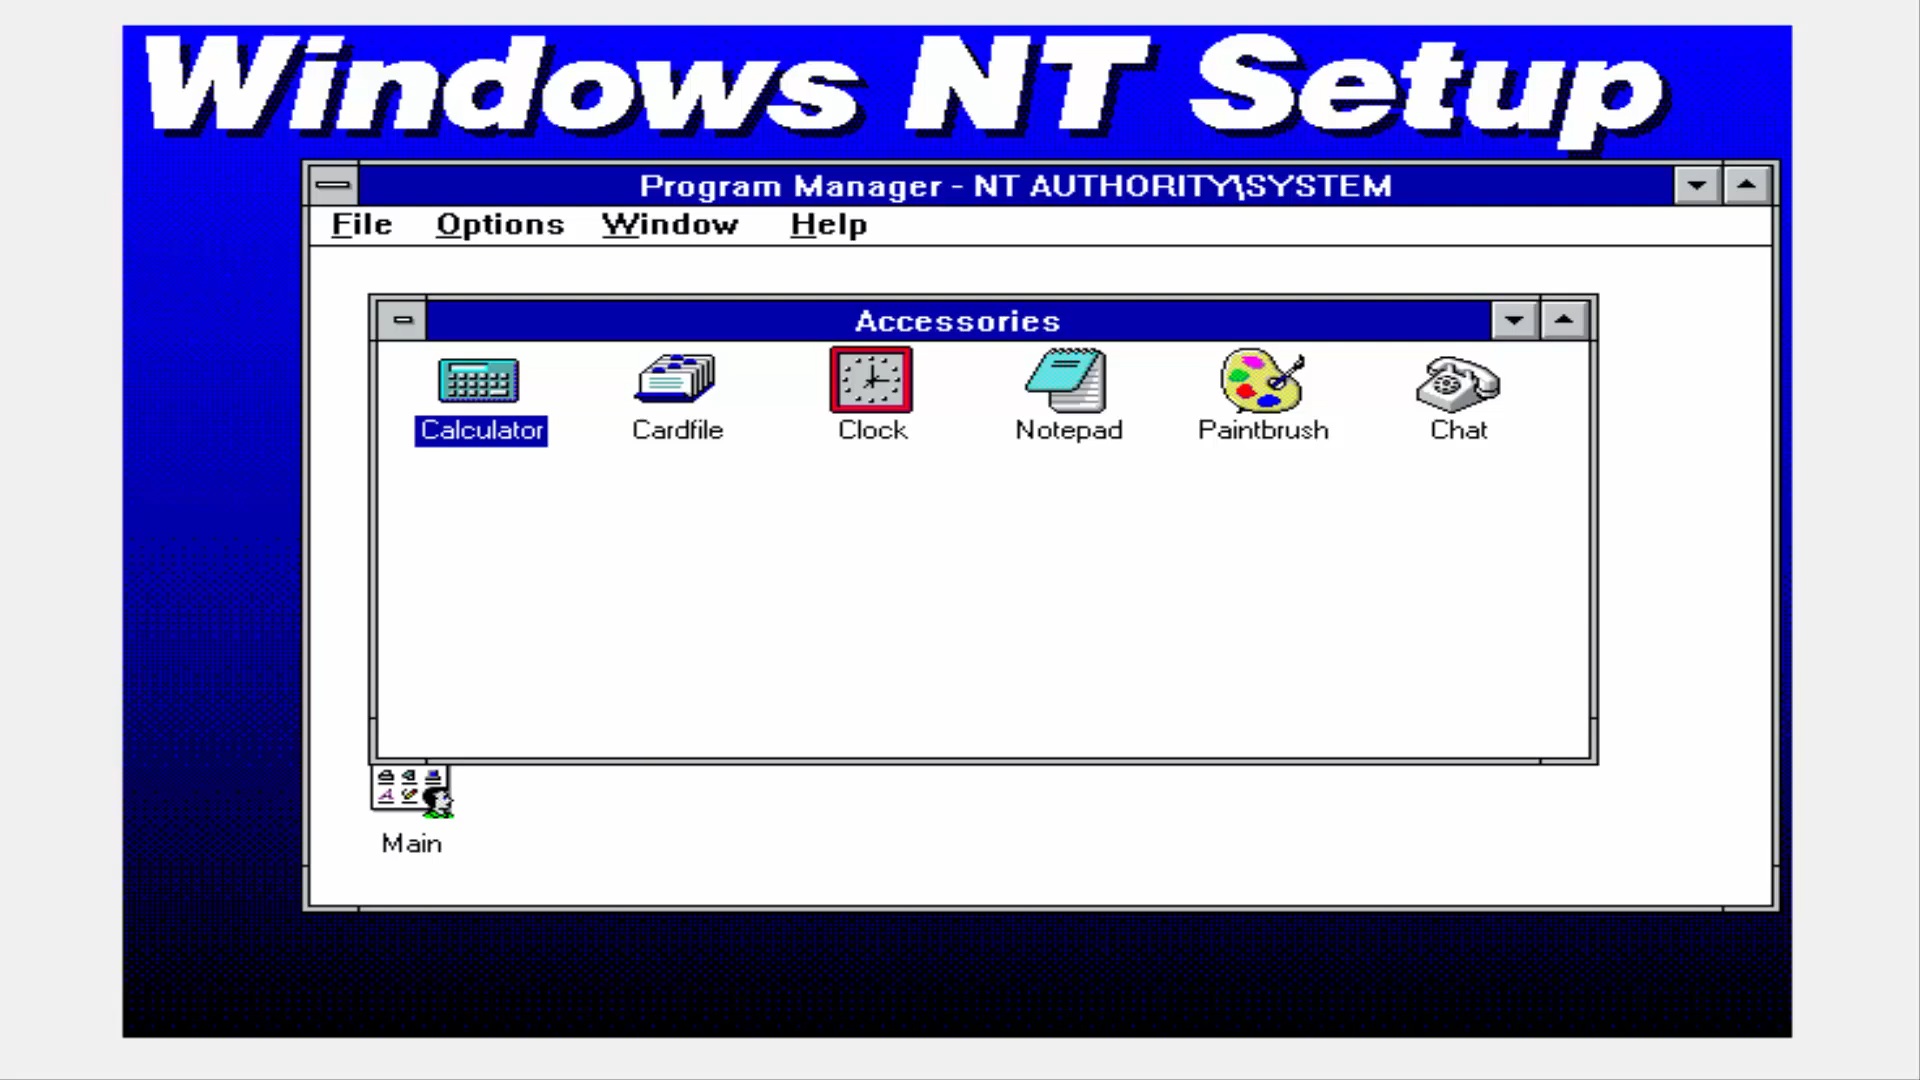 Windows NT Setup
Program Manager - NT AUTHORITY\SYSTEM
File Options Window Help
Accessories
Calculator Cardfile Clock Notepad Paintbrush Chat
Main